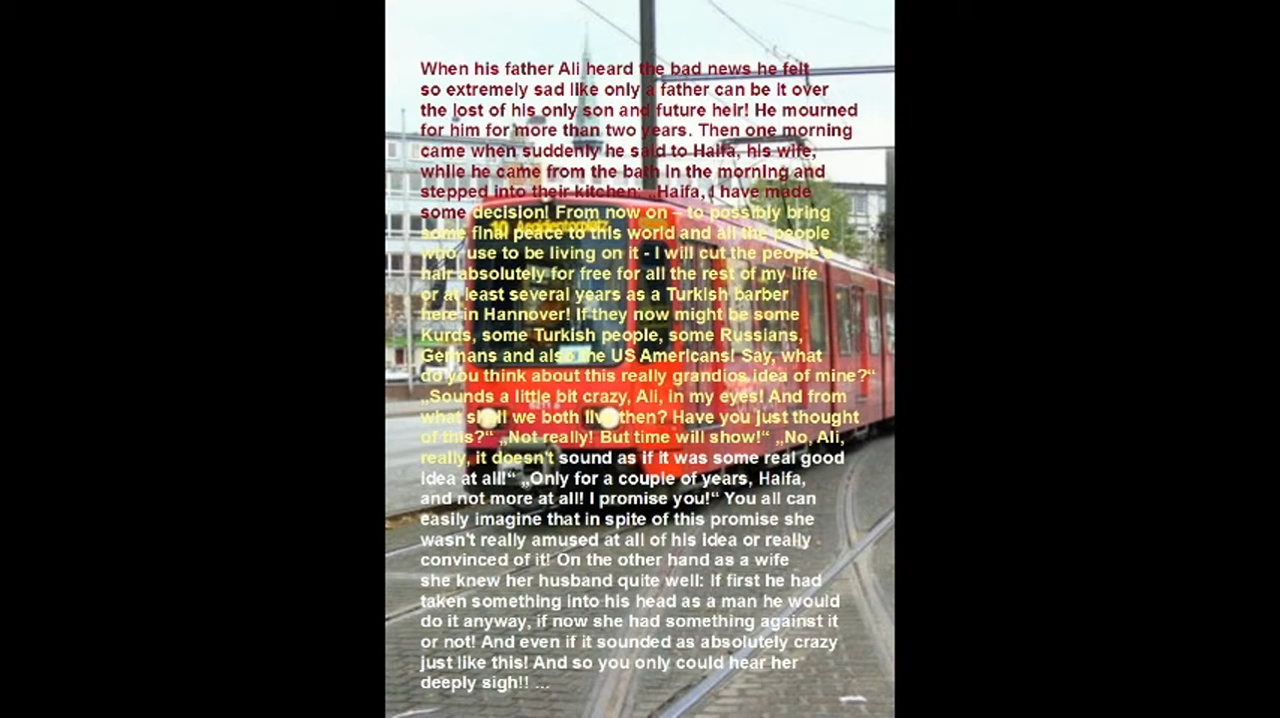 When his father Ali heard the bad news he felt
so extremely sad like only a father can be it over
the lost of his only son and future heir! He mourned
for him for more than two years. Then one morning
came when suddenly he said to Haifa, his wife,
while he came from the bath in the morning and
stepped into their kitchen: „Haifa, I have made
some decision! From now on – to possibly bring
some final peace to this world and all the people
who, use to be living on it - I will cut the people's
hair absolutely for free for all the rest of my life
or at least several years as a Turkish barber
here in Hannover! If they now might be some
Kurds, some Turkish people, some Russians,
Germans and also the US Americans! Say, what
do you think about this really grandios idea of mine?“
„Sounds a little bit crazy, Ali, in my eyes! And from
what shall we both live then? Have you just thought
of this?“ „Not really! But time will show!“ „No, Ali,
really, it doesn't sound as if it was some real good
idea at all!“ „Only for a couple of years, Haifa,
and not more at all! I promise you!“ You all can
easily imagine that in spite of this promise she
wasn't really amused at all of his idea or really
convinced of it! On the other hand as a wife
she knew her husband quite well: If first he had
taken something into his head as a man he would
do it anyway, if now she had something against it
or not! And even if it sounded as absolutely crazy
just like this! And so you only could hear her
deeply sigh!! ...
10